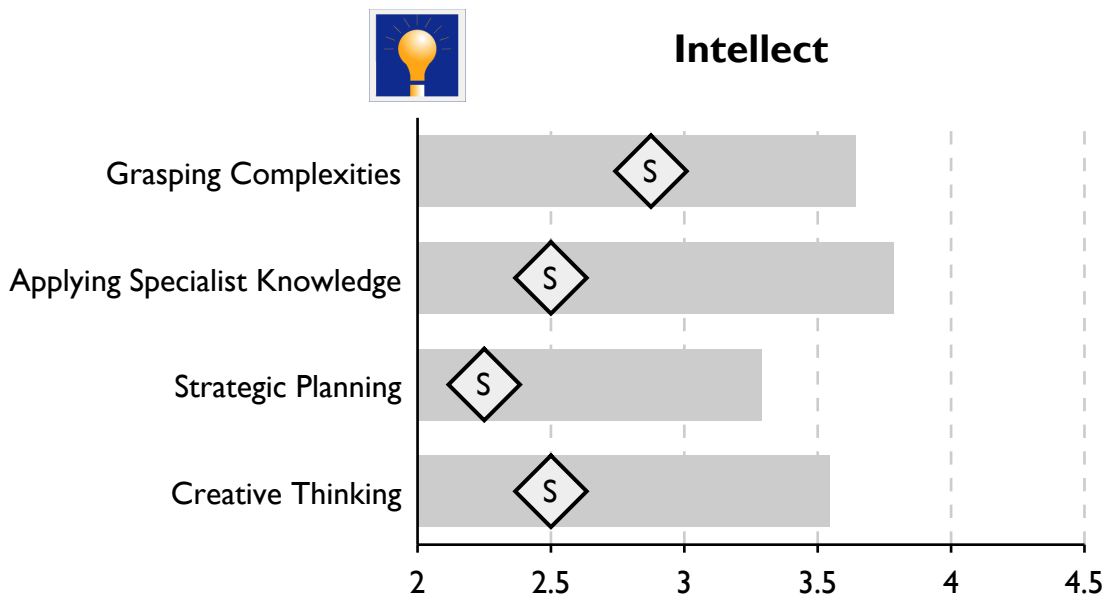 Intellect
Grasping Complexities
S
Applying Specialist Knowledge
S
Strategic Planning
S
Creative Thinking
S
2 2.5 3 3.5 4 4.5